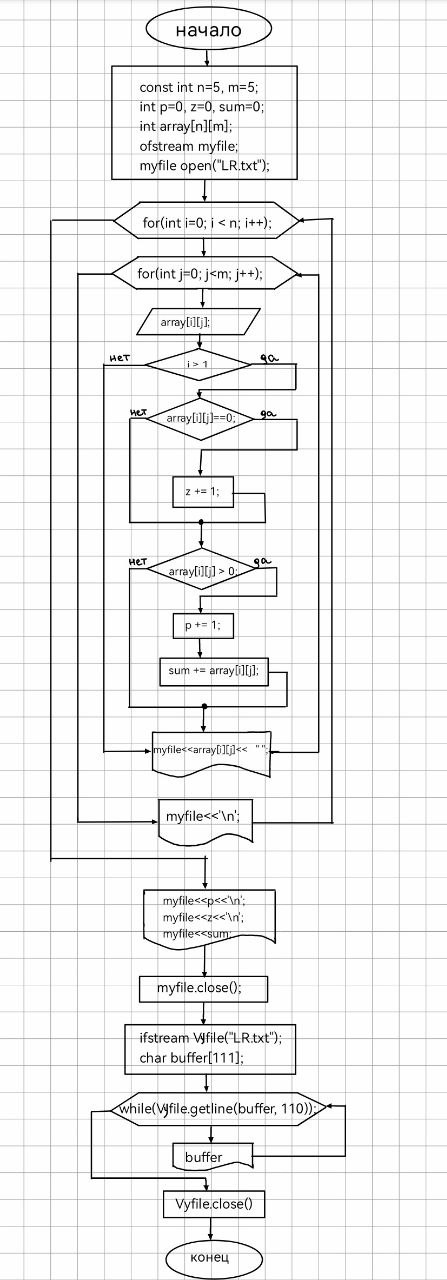 начало
const int n=5, m=5;
int p=0, z=0, sum=0;
int array[n][m];
ofstream myfile;
myfile open("LR.txt");
for(int i=0; i < n; i++);
for(int j=0; j<m; j++);
array[i][j];
нет
i > 1
да
нет
array[i][j]==0;
да
z += 1;
нет
array[i][j] > 0;
да
p += 1;
sum += array[i][j];
myfile<<array[i][j]<< " ";
myfile<<'\n';
myfile<<p<<'\n';
myfile<<z<<'\n';
myfile<<sum;
myfile.close();
ifstream Vyfile("LR.txt");
char buffer[111];
while(Vyfile.getline(buffer, 110));
buffer
Vyfile.close()
конец